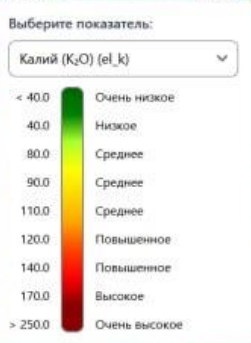 Выберите показатель:
Калий (K₂O) (el_k)
< 40.0 Очень низкое
40.0 Низкое
80.0 Среднее
90.0 Среднее
110.0 Среднее
120.0 Повышенное
140.0 Повышенное
170.0 Высокое
> 250.0 Очень высокое